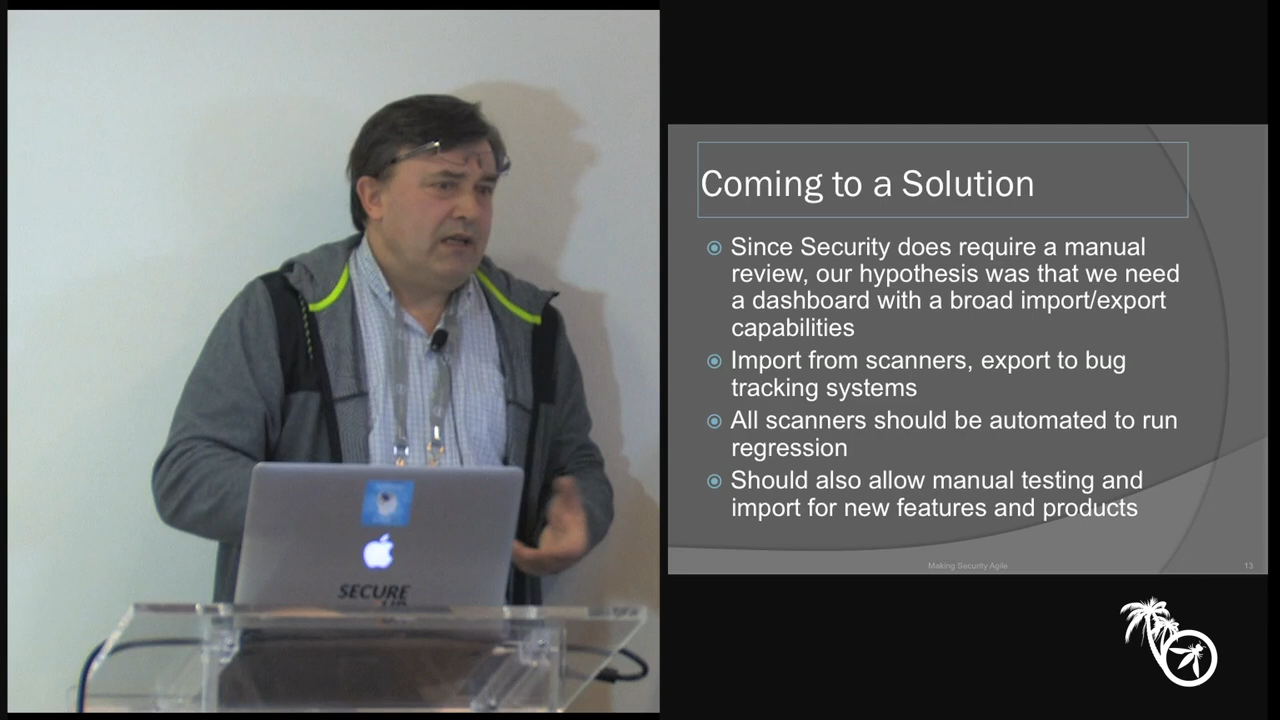 Coming to a Solution
Since Security does require a manual
review, our hypothesis was that we need
a dashboard with a broad import/export
capabilities
Import from scanners, export to bug
tracking systems
All scanners should be automated to run
regression
Should also allow manual testing and
import for new features and products
Making Security Agile
13
SECURE